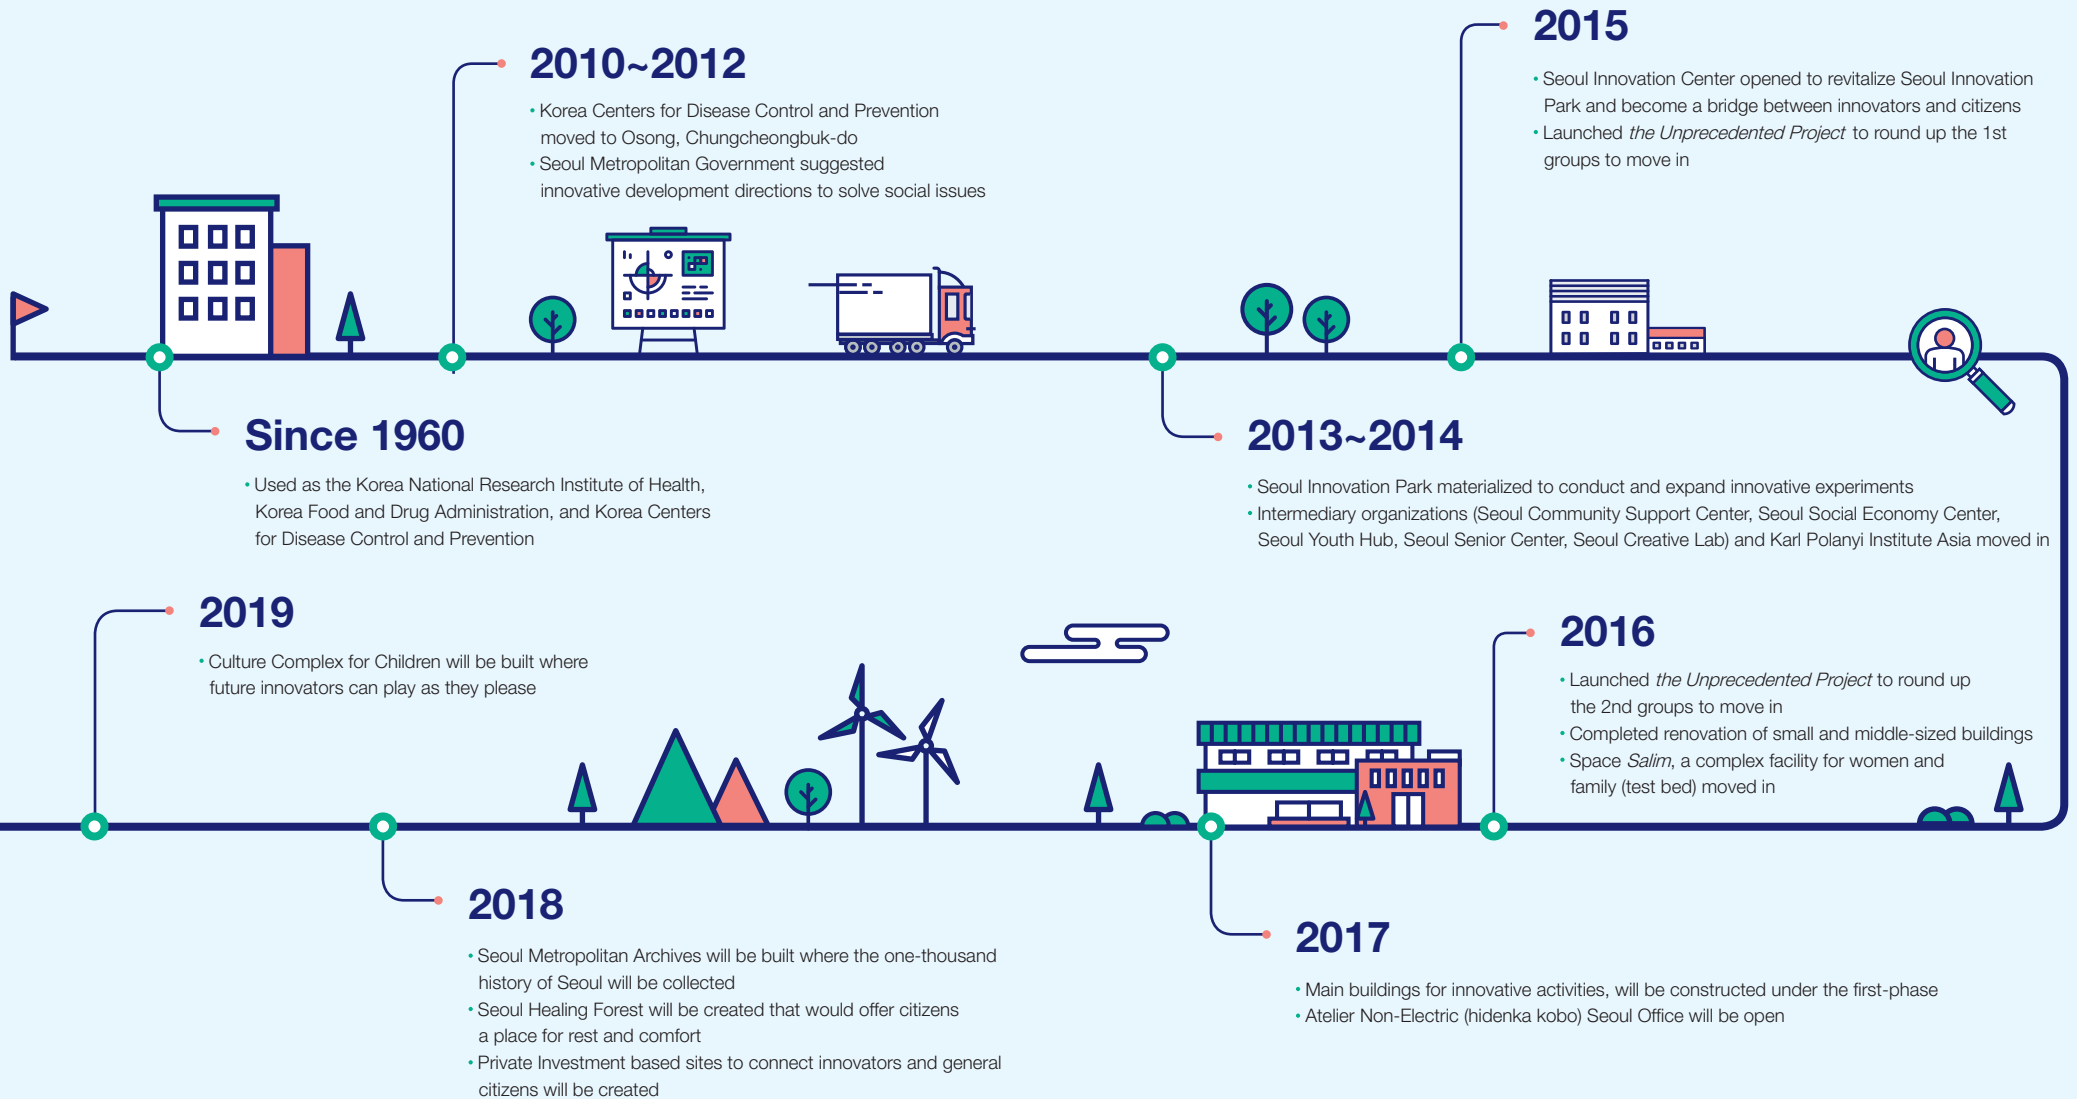 Since 1960
• Used as the Korea National Research Institute of Health,
Korea Food and Drug Administration, and Korea Centers
for Disease Control and Prevention
2010~2012
• Korea Centers for Disease Control and Prevention
moved to Osong, Chungcheongbuk-do
• Seoul Metropolitan Government suggested
innovative development directions to solve social issues
2013~2014
• Seoul Innovation Park materialized to conduct and expand innovative experiments
• Intermediary organizations (Seoul Community Support Center, Seoul Social Economy Center,
Seoul Youth Hub, Seoul Senior Center, Seoul Creative Lab) and Karl Polanyi Institute Asia moved in
2015
• Seoul Innovation Center opened to revitalize Seoul Innovation
Park and become a bridge between innovators and citizens
• Launched the Unprecedented Project to round up the 1st
groups to move in
2016
• Launched the Unprecedented Project to round up
the 2nd groups to move in
• Completed renovation of small and middle-sized buildings
• Space Salim, a complex facility for women and
family (test bed) moved in
2017
• Main buildings for innovative activities, will be constructed under the first-phase
• Atelier Non-Electric (hidenka kobo) Seoul Office will be open
2018
• Seoul Metropolitan Archives will be built where the one-thousand
history of Seoul will be collected
• Seoul Healing Forest will be created that would offer citizens
a place for rest and comfort
• Private Investment based sites to connect innovators and general
citizens will be created
2019
• Culture Complex for Children will be built where
future innovators can play as they please